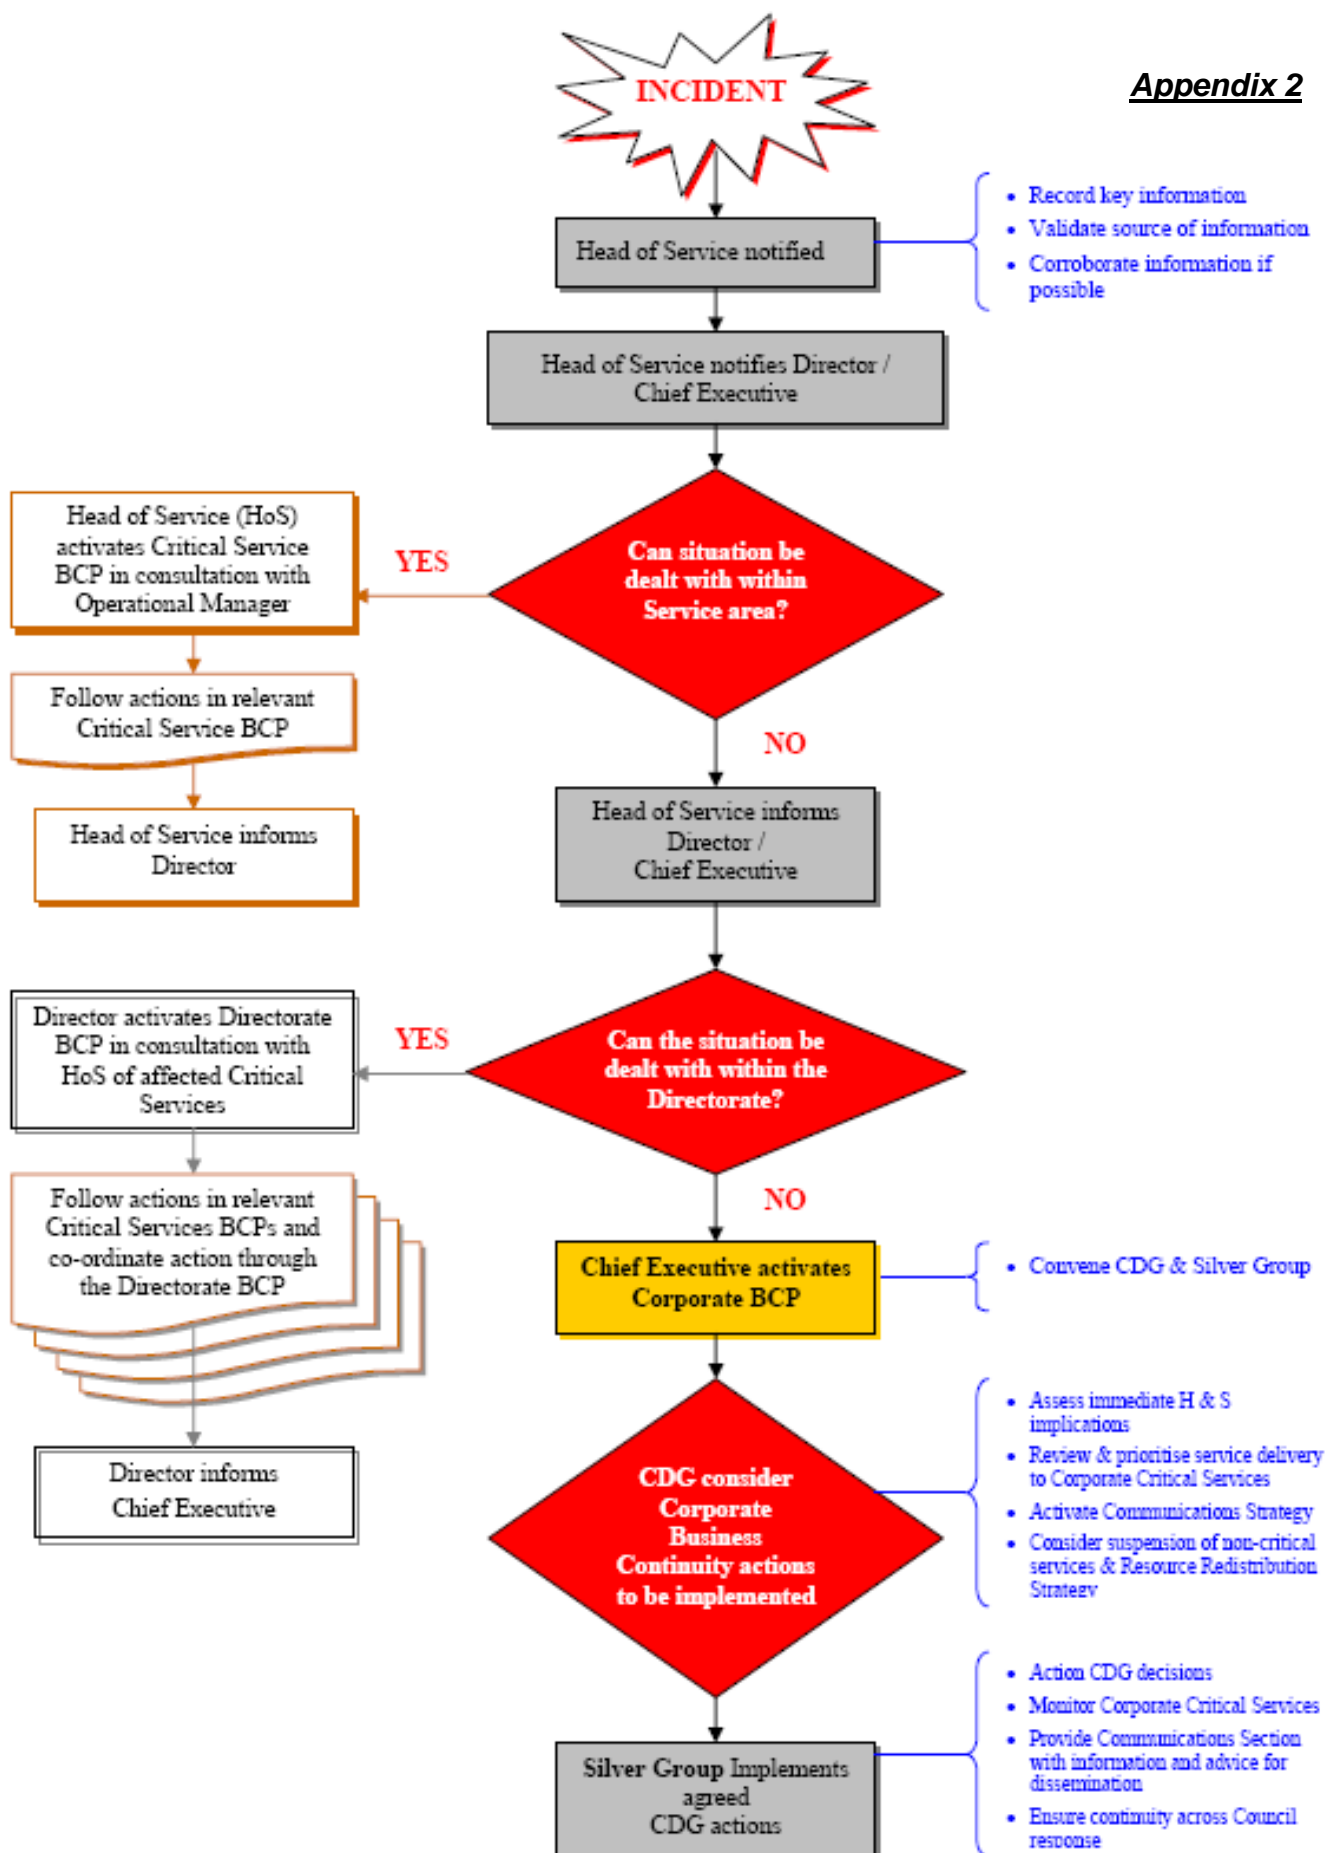 Appendix 2
INCIDENT
Head of Service notified
• Record key information
• Validate source of information
• Corroborate information if
possible
Head of Service notifies Director /
Chief Executive
Can situation be
dealt with within
Service area?
YES
Head of Service (HoS)
activates Critical Service
BCP in consultation with
Operational Manager
Follow actions in relevant
Critical Service BCP
Head of Service informs
Director
NO
Head of Service informs
Director /
Chief Executive
Can the situation be
dealt with within the
Directorate?
YES
Director activates Directorate
BCP in consultation with
HoS of affected Critical
Services
Follow actions in relevant
Critical Services BCPs and
co-ordinate action through
the Directorate BCP
Director informs
Chief Executive
NO
Chief Executive activates
Corporate BCP
• Convene CDG & Silver Group
CDG consider
Corporate
Business
Continuity actions
to be implemented
• Assess immediate H & S
implications
• Review & prioritise service delivery
to Corporate Critical Services
• Activate Communications Strategy
• Consider suspension of non-critical
services & Resource Redistribution
Strategy
Silver Group Implements
agreed
CDG actions
• Action CDG decisions
• Monitor Corporate Critical Services
• Provide Communications Section
with information and advice for
dissemination
• Ensure continuity across Council
response